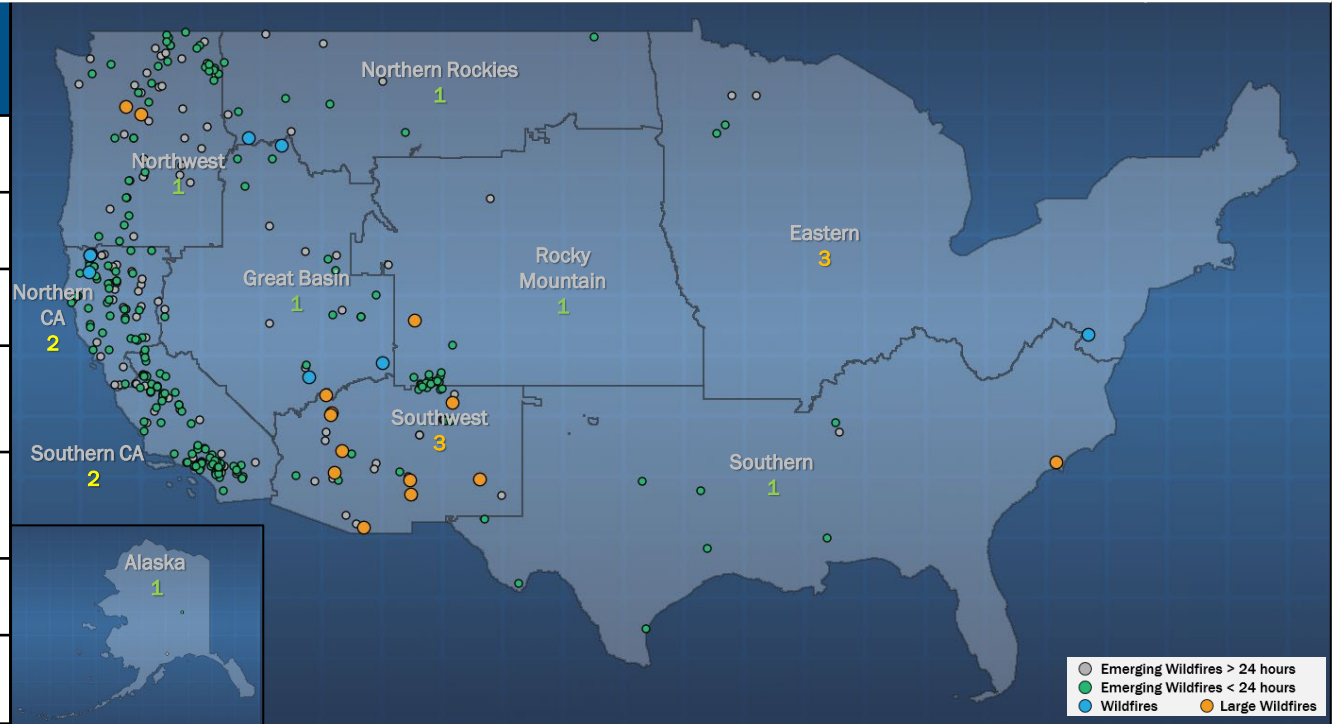 Northern Rockies
1
Northwest
1
Eastern
3
Rocky
Mountain
1
Great Basin
1
Northern
CA
2
Southwest
3
Southern CA
2
Southern
1
Alaska
1
Emerging Wildfires > 24 hours
Emerging Wildfires < 24 hours
Wildfires
Large Wildfires